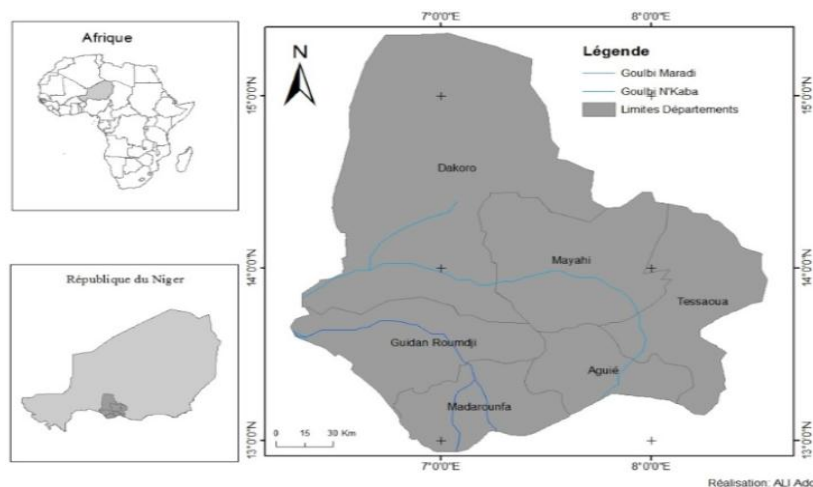 Afrique
République du Niger
7°0'0"E
8°0'0"E
N
Légende
Goulbi Maradi
Goulbi N'Kaba
Limites Départements
15°0'0"N
15°0'0"N
Dakoro
14°0'0"N
14°0'0"N
Mayahi
Tessaoua
Guidan Roumdji
Aguié
Madarounfa
0 15 30 Km
13°0'0"N
13°0'0"N
7°0'0"E
8°0'0"E
Réalisation: ALI Ado